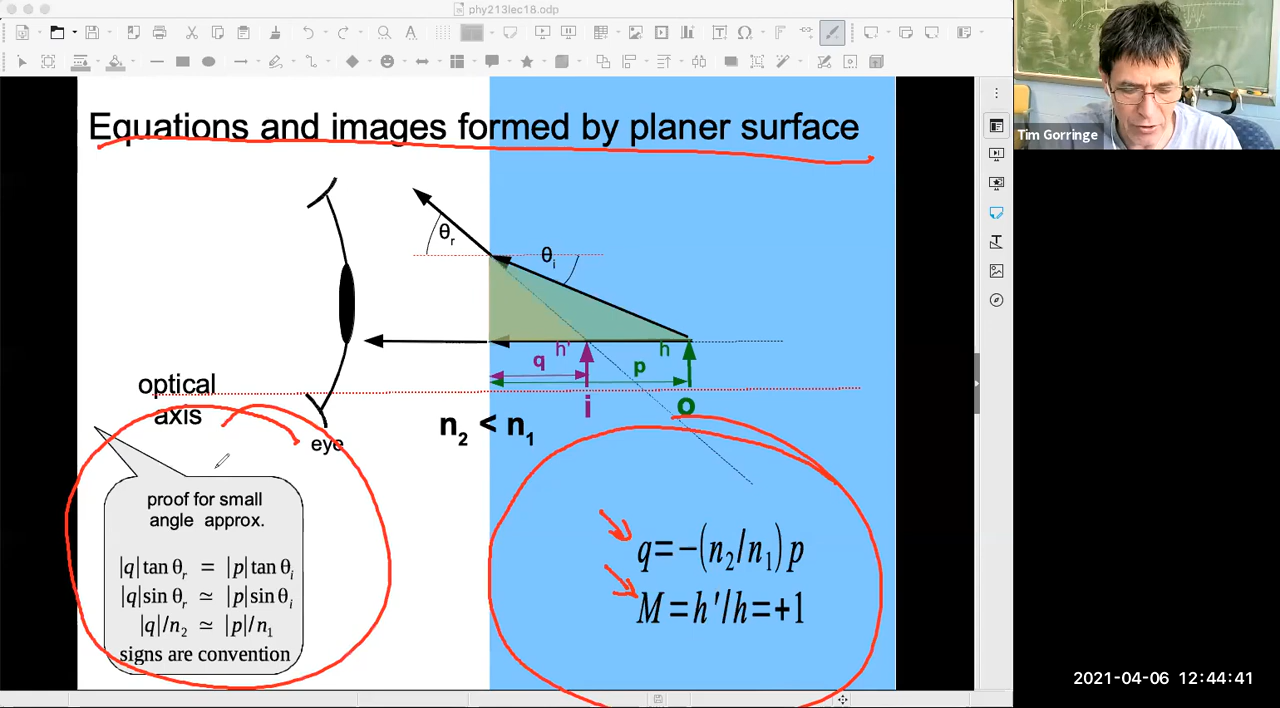 phy213lec18.odp
Equations and images formed by planer surface
Tim Gorringe
θr
θi
h'
h
q
p
i
o
optical
axis
eye
n2 < n1
proof for small
angle approx.
|q| tan θr = |p| tan θi
|q| sin θr ≃ |p| sin θi
|q|/n2 ≃ |p|/n1
signs are convention
q=−(n2/n1) p
M=h'/h=+1
2021-04-06 12:44:41